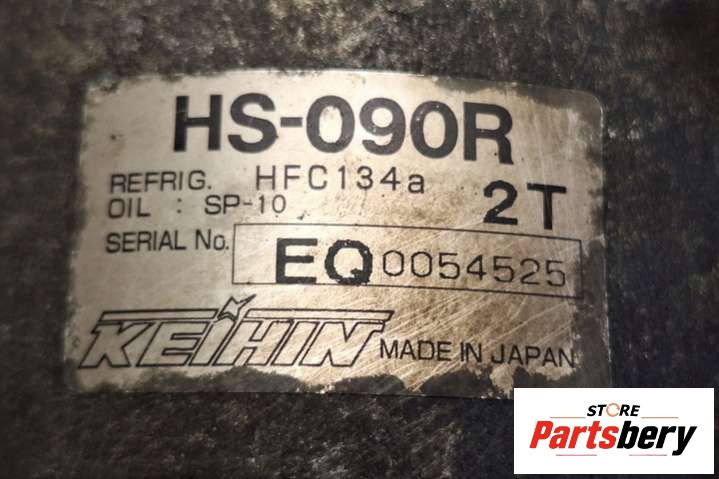 HS-090R
REFRIG. HFC134a
OIL : SP-10
2T
SERIAL No. EQ0054525
KEIHIN MADE IN JAPAN
STORE
Partsbery